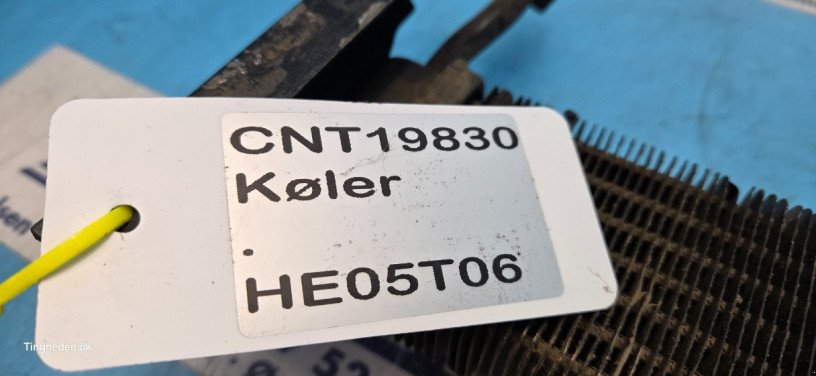 CNT19830
Køler
.
HE05T06
Tingheden.dk